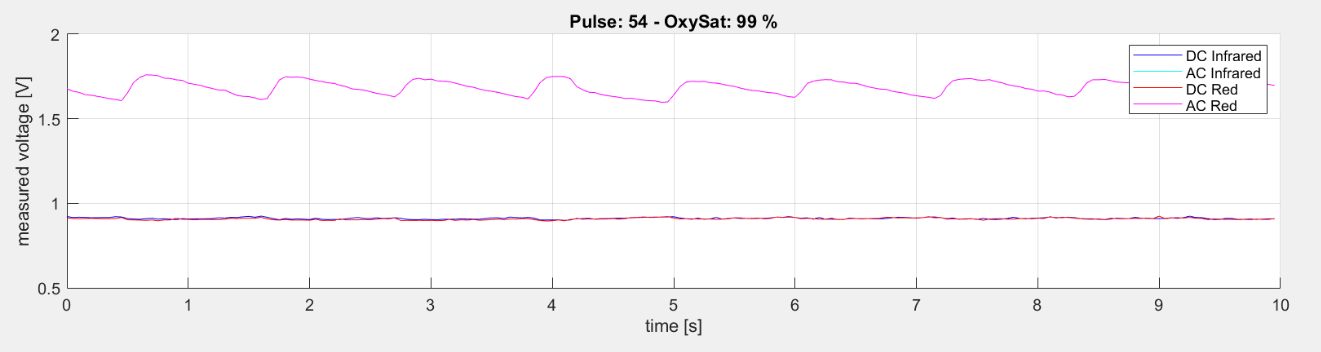 Pulse: 54 - OxySat: 99 %
2
1.5
1
0.5
measured voltage [V]
DC Infrared
AC Infrared
DC Red
AC Red
0 1 2 3 4 5 6 7 8 9 10
time [s]